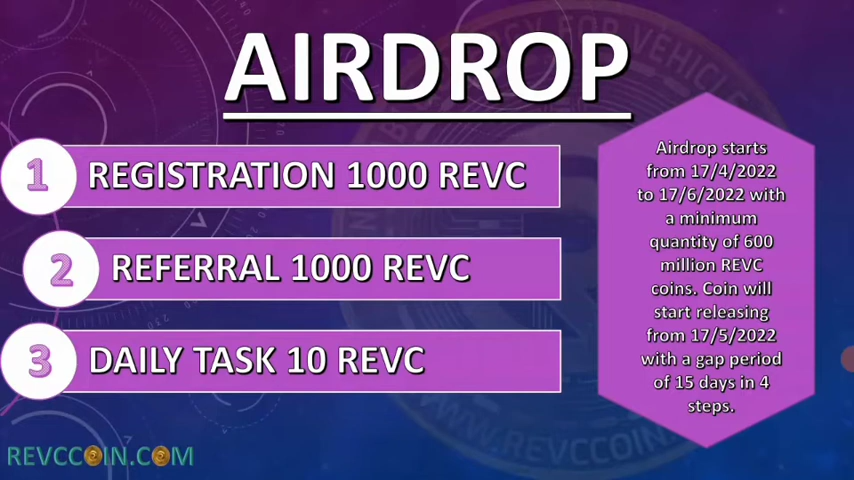 AIRDROP
1 REGISTRATION 1000 REVC
2 REFERRAL 1000 REVC
3 DAILY TASK 10 REVC
Airdrop starts
from 17/4/2022
to 17/6/2022 with
a minimum
quantity of 600
million REVC
coins. Coin will
start releasing
from 17/5/2022
with a gap period
of 15 days in 4
steps.
REVCCOIN.COM
WWW.REVCCOIN.